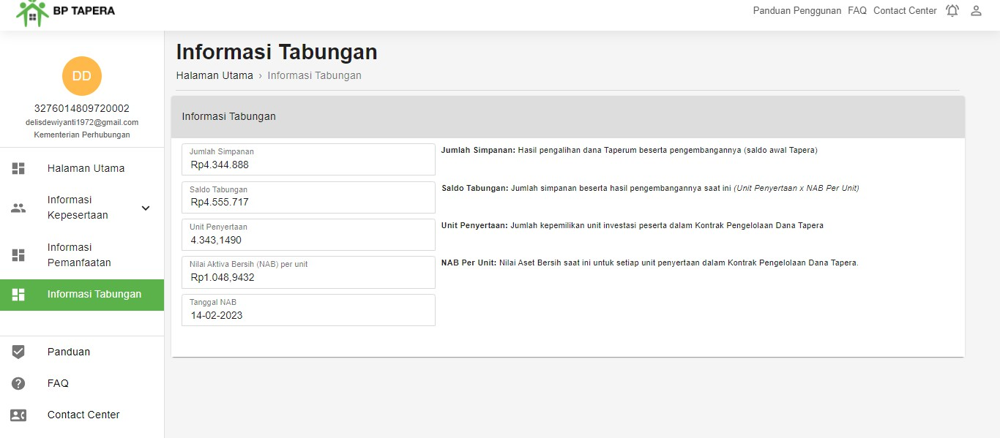 BP TAPERA
Panduan Penggunan FAQ Contact Center
DD
3276014809720002
delisdewiyanti1972@gmail.com
Kementerian Perhubungan
Halaman Utama
Informasi
Kepesertaan
Informasi
Pemanfaatan
Informasi Tabungan
Panduan
FAQ
Contact Center
Informasi Tabungan
Halaman Utama › Informasi Tabungan
Informasi Tabungan
Jumlah Simpanan
Rp4.344.888
Jumlah Simpanan: Hasil pengalihan dana Taperum beserta pengembangannya (saldo awal Tapera)
Saldo Tabungan
Rp4.555.717
Saldo Tabungan: Jumlah simpanan beserta hasil pengembangannya saat ini (Unit Penyertaan x NAB Per Unit)
Unit Penyertaan
4.343,1490
Unit Penyertaan: Jumlah kepemilikan unit investasi peserta dalam Kontrak Pengelolaan Dana Tapera
Nilai Aktiva Bersih (NAB) per unit
Rp1.048,9432
NAB Per Unit: Nilai Aset Bersih saat ini untuk setiap unit penyertaan dalam Kontrak Pengelolaan Dana Tapera.
Tanggal NAB
14-02-2023